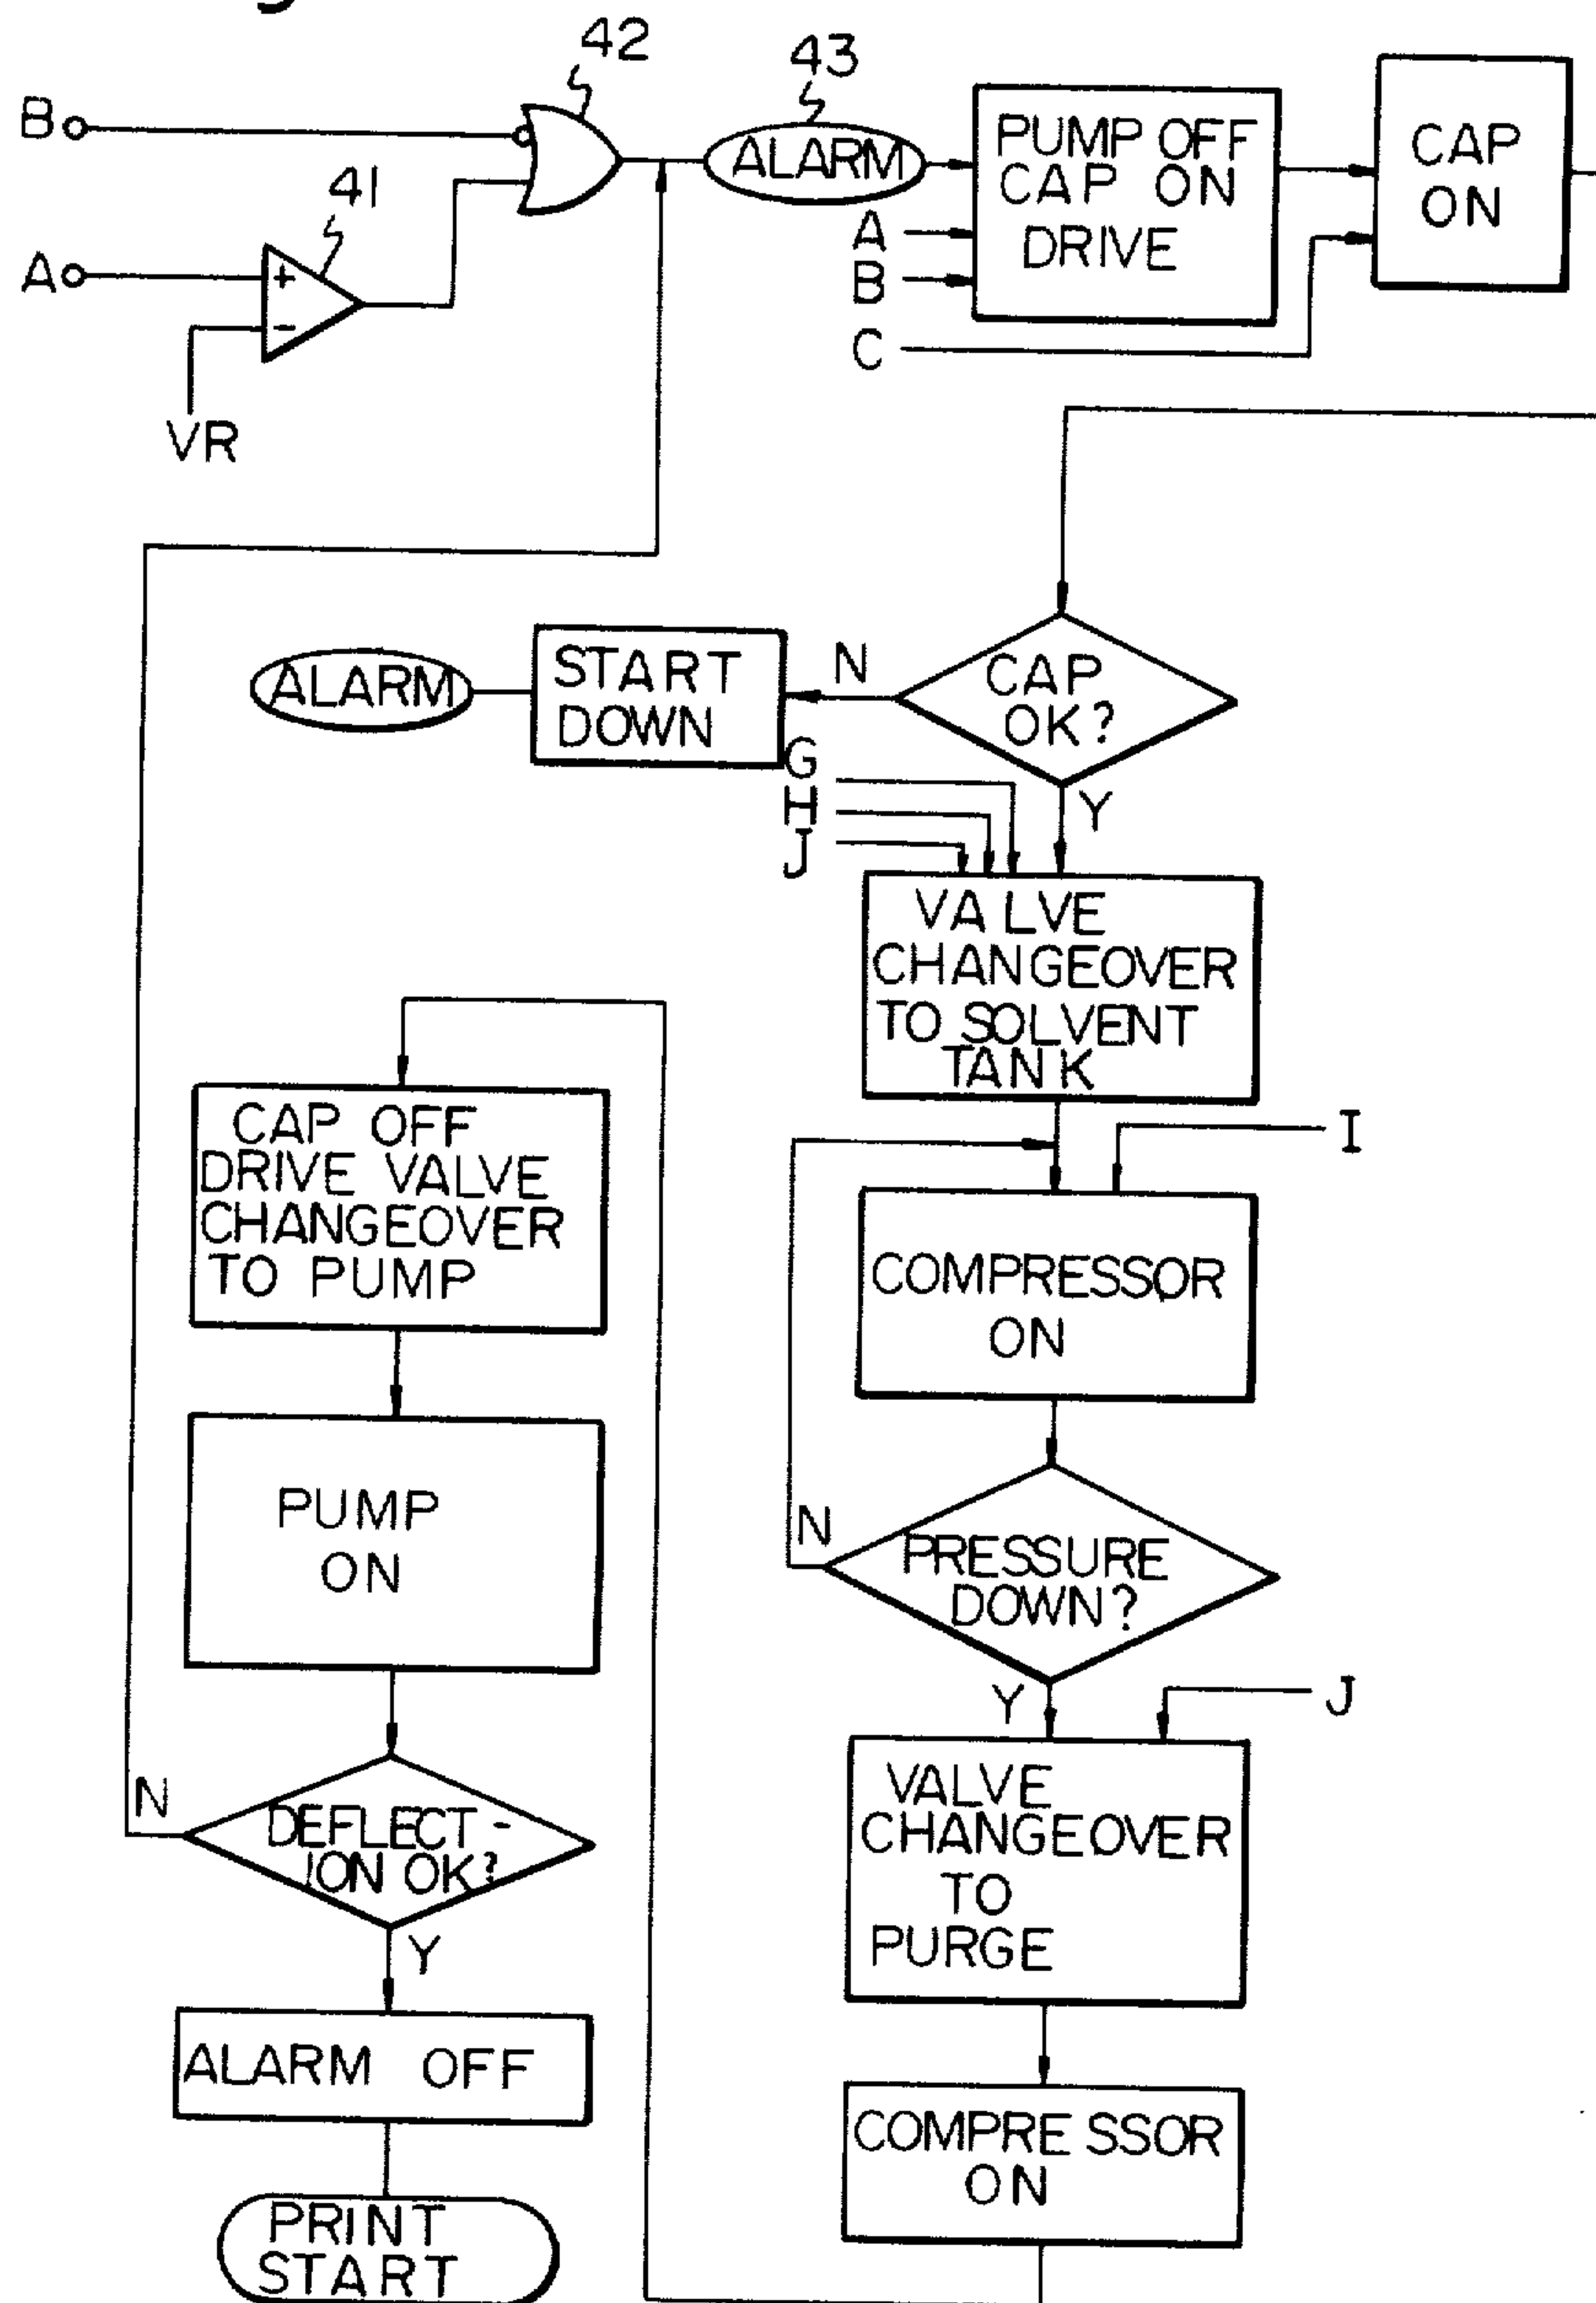 42
43
B
ALARM
PUMP OFF
CAP ON
DRIVE
CAP
ON
41
A
+
-
VR
A
B
C
ALARM
START
DOWN
N
CAP
OK?
Y
G
H
J
VALVE
CHANGEOVER
TO SOLVENT
TANK
I
COMPRESSOR
ON
N
PRESSURE
DOWN?
Y
J
VALVE
CHANGEOVER
TO
PURGE
COMPRESSOR
ON
CAP OFF
DRIVE VALVE
CHANGEOVER
TO PUMP
PUMP
ON
N
DEFLECT-
ION OK?
Y
ALARM OFF
PRINT
START